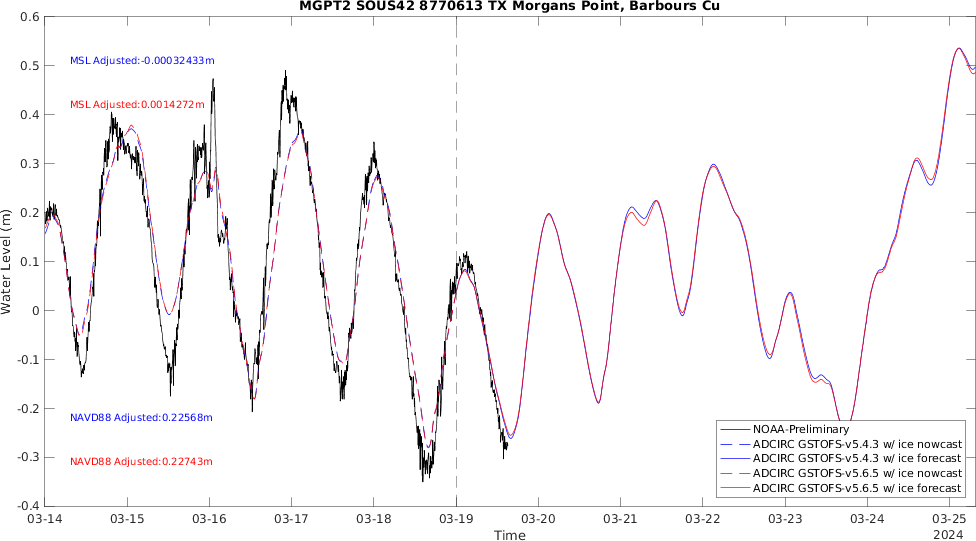 MGPT2 SOUS42 8770613 TX Morgans Point, Barbours Cu
0.6
0.5
0.4
0.3
0.2
0.1
0
-0.1
-0.2
-0.3
-0.4
Water Level (m)
MSL Adjusted:-0.00032433m
MSL Adjusted:0.0014272m
NAVD88 Adjusted:0.22568m
NAVD88 Adjusted:0.22743m
NOAA-Preliminary
ADCIRC GSTOFS-v5.4.3 w/ ice nowcast
ADCIRC GSTOFS-v5.4.3 w/ ice forecast
ADCIRC GSTOFS-v5.6.5 w/ ice nowcast
ADCIRC GSTOFS-v5.6.5 w/ ice forecast
03-14 03-15 03-16 03-17 03-18 03-19 03-20 03-21 03-22 03-23 03-24 03-25
2024
Time